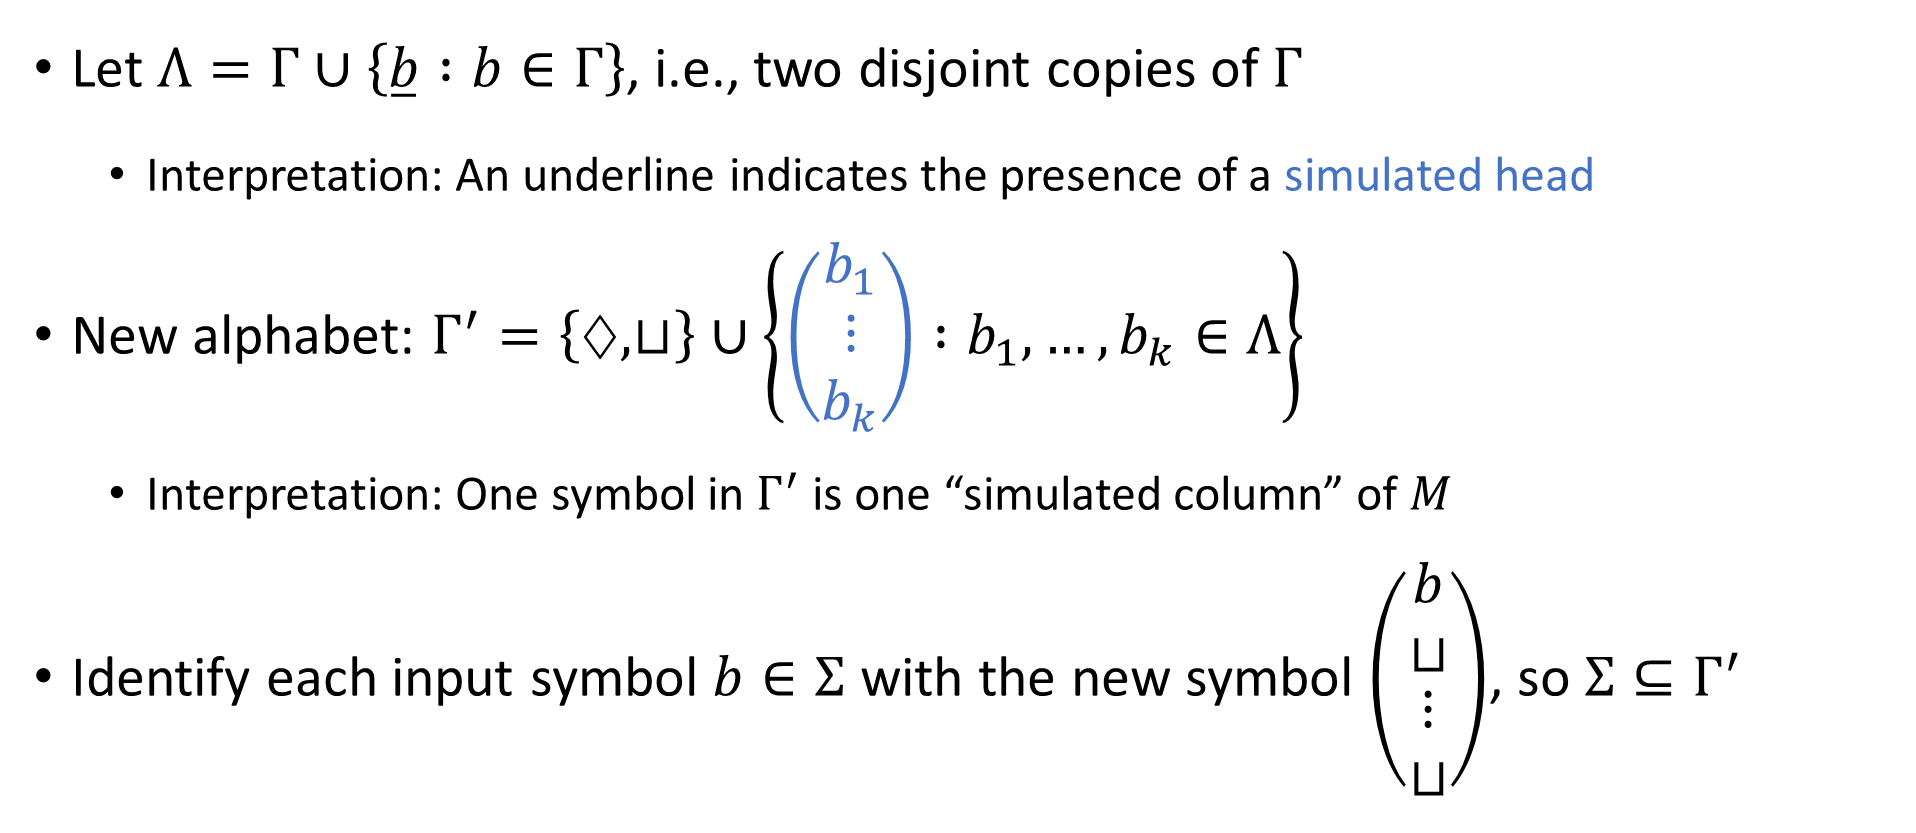 • Let Λ = Γ ∪ {b̲ : b ∈ Γ}, i.e., two disjoint copies of Γ
• Interpretation: An underline indicates the presence of a simulated head
• New alphabet: Γ′ = {◇,⊔} ∪ {(b₁ ⋮ bₖ) : b₁, … , bₖ ∈ Λ}
• Interpretation: One symbol in Γ′ is one “simulated column” of M
• Identify each input symbol b ∈ Σ with the new symbol (b ⊔ ⋮ ⊔), so Σ ⊆ Γ′